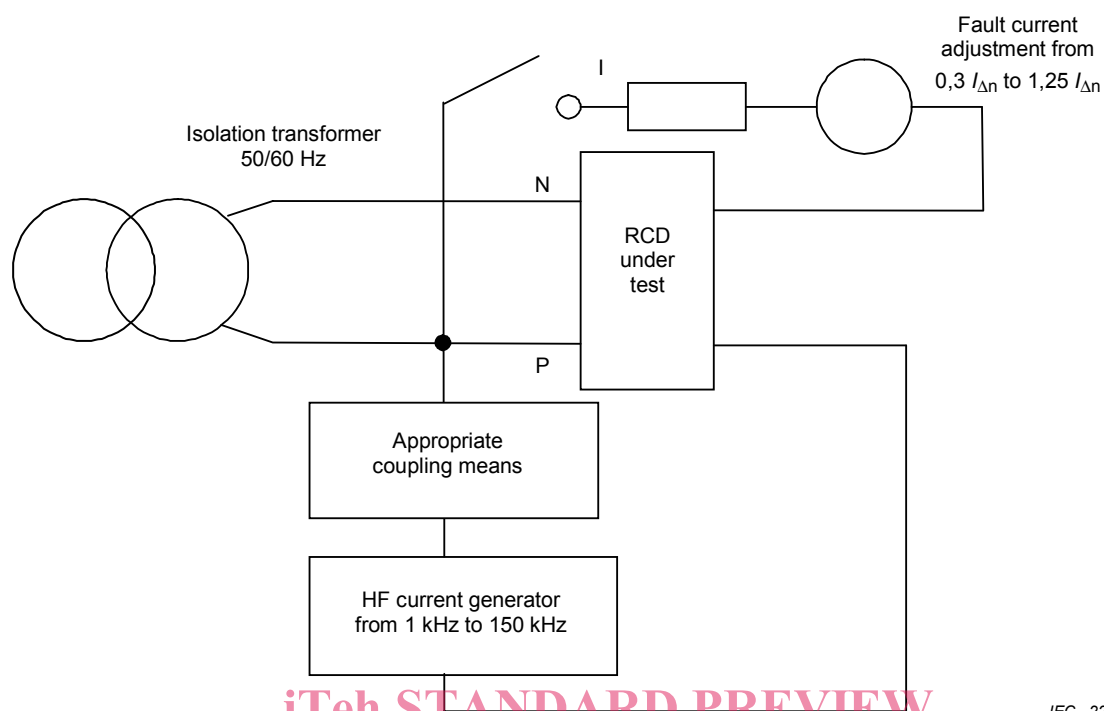 Fault current
adjustment from
0,3 IΔn to 1,25 IΔn
I
Isolation transformer
50/60 Hz
N
RCD
under
test
P
Appropriate
coupling means
HF current generator
from 1 kHz to 150 kHz
iTeh STANDARD PREVIEW
IEC